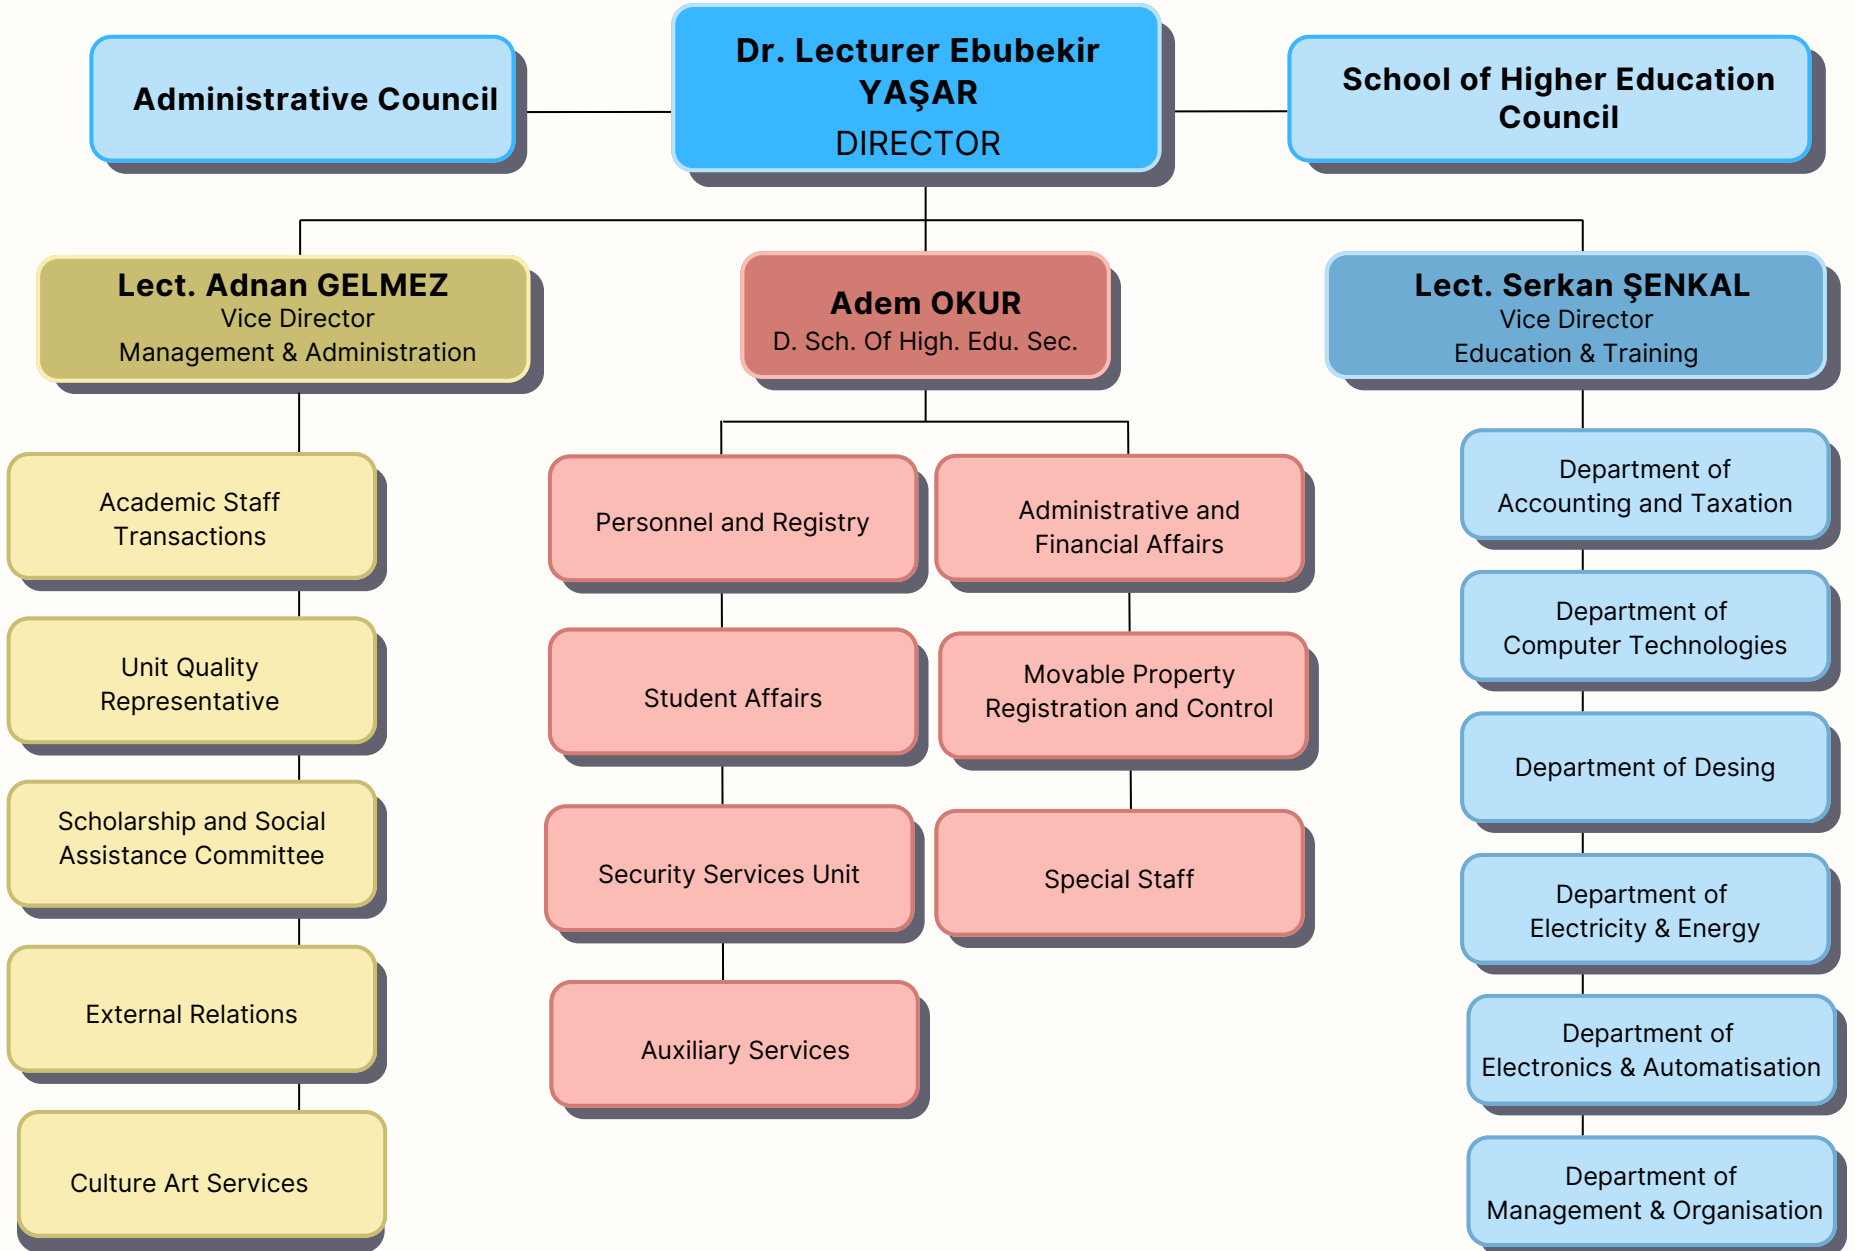 Administrative Council
Dr. Lecturer Ebubekir
YAŞAR
DIRECTOR
School of Higher Education
Council
Lect. Adnan GELMEZ
Vice Director
Management & Administration
Adem OKUR
D. Sch. Of High. Edu. Sec.
Lect. Serkan ŞENKAL
Vice Director
Education & Training
Academic Staff
Transactions
Unit Quality
Representative
Scholarship and Social
Assistance Committee
External Relations
Culture Art Services
Personnel and Registry
Student Affairs
Security Services Unit
Auxiliary Services
Administrative and
Financial Affairs
Movable Property
Registration and Control
Special Staff
Department of
Accounting and Taxation
Department of
Computer Technologies
Department of Desing
Department of
Electricity & Energy
Department of
Electronics & Automatisation
Department of
Management & Organisation